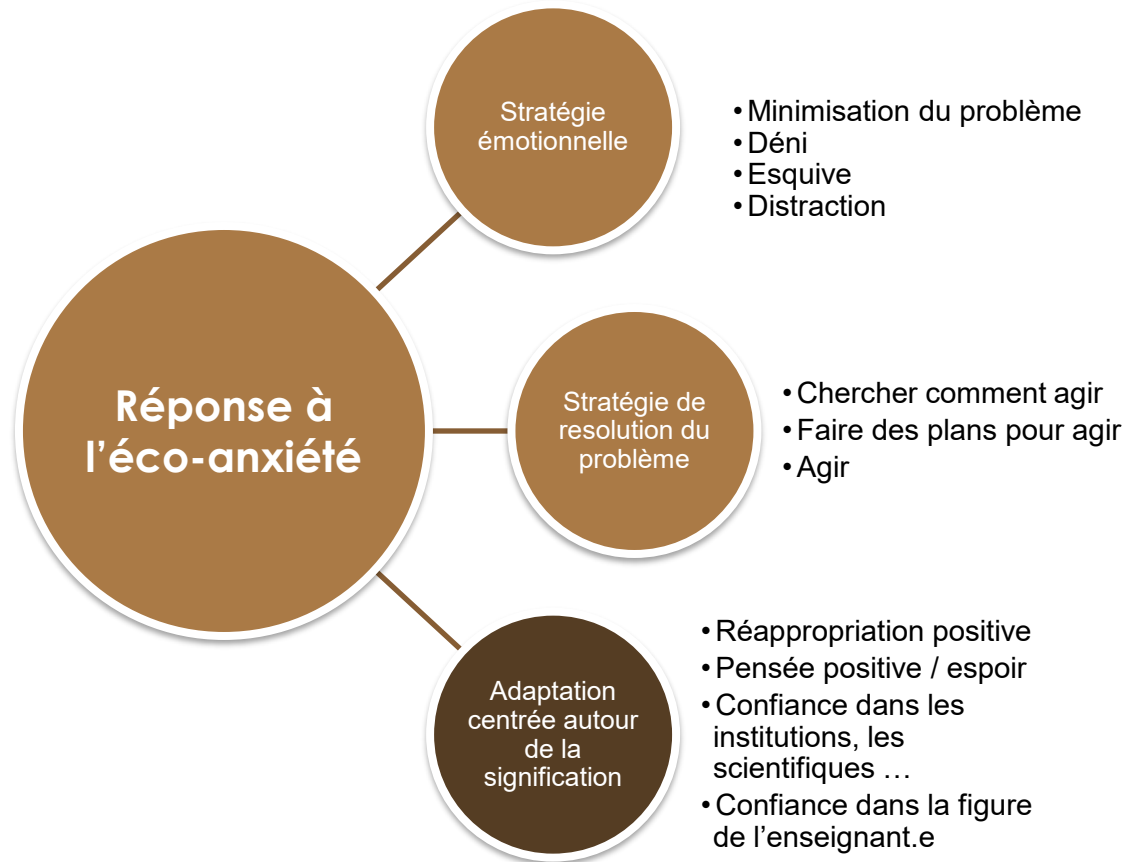 Réponse à
l'éco-anxiété
Stratégie
émotionnelle
• Minimisation du problème
• Déni
• Esquive
• Distraction
Stratégie de
resolution du
problème
• Chercher comment agir
• Faire des plans pour agir
• Agir
Adaptation
centrée autour
de la
signification
• Réappropriation positive
• Pensée positive / espoir
• Confiance dans les
institutions, les
scientifiques …
• Confiance dans la figure
de l'enseignant.e